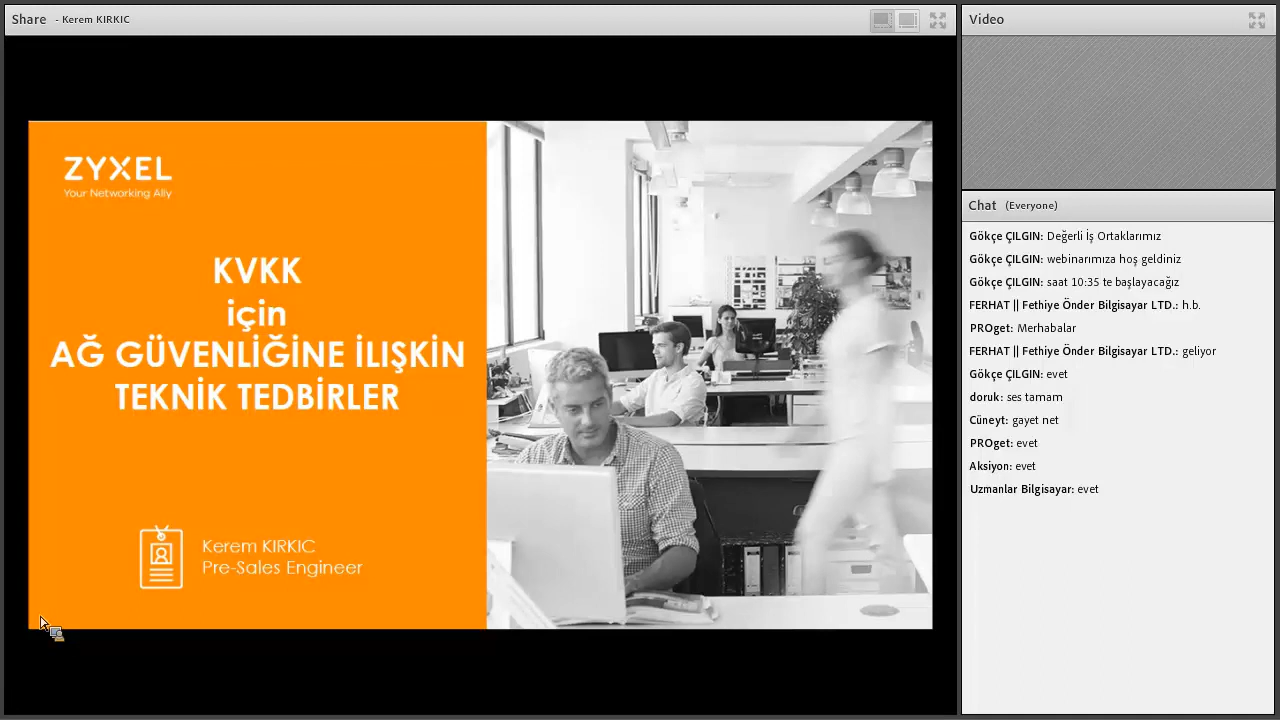 Share - Kerem KIRKIC
ZYXEL
Your Networking Ally
KVKK
için
AĞ GÜVENLİĞİNE İLIŞKİN
TEKNİK TEDBİRLER
Kerem KIRKIC
Pre-Sales Engineer
Video
Chat (Everyone)
Gökçe ÇILGIN: Değerli İş Ortaklarımız
Gökçe ÇILGIN: webinarımıza hoş geldiniz
Gökçe ÇILGIN: saat 10:35 te başlayacağız
FERHAT || Fethiye Önder Bilgisayar LTD.: h.b.
PROget: Merhabalar
FERHAT || Fethiye Önder Bilgisayar LTD.: geliyor
Gökçe ÇILGIN: evet
doruk: ses tamam
Cüneyt: gayet net
PROget: evet
Aksiyon: evet
Uzmanlar Bilgisayar: evet